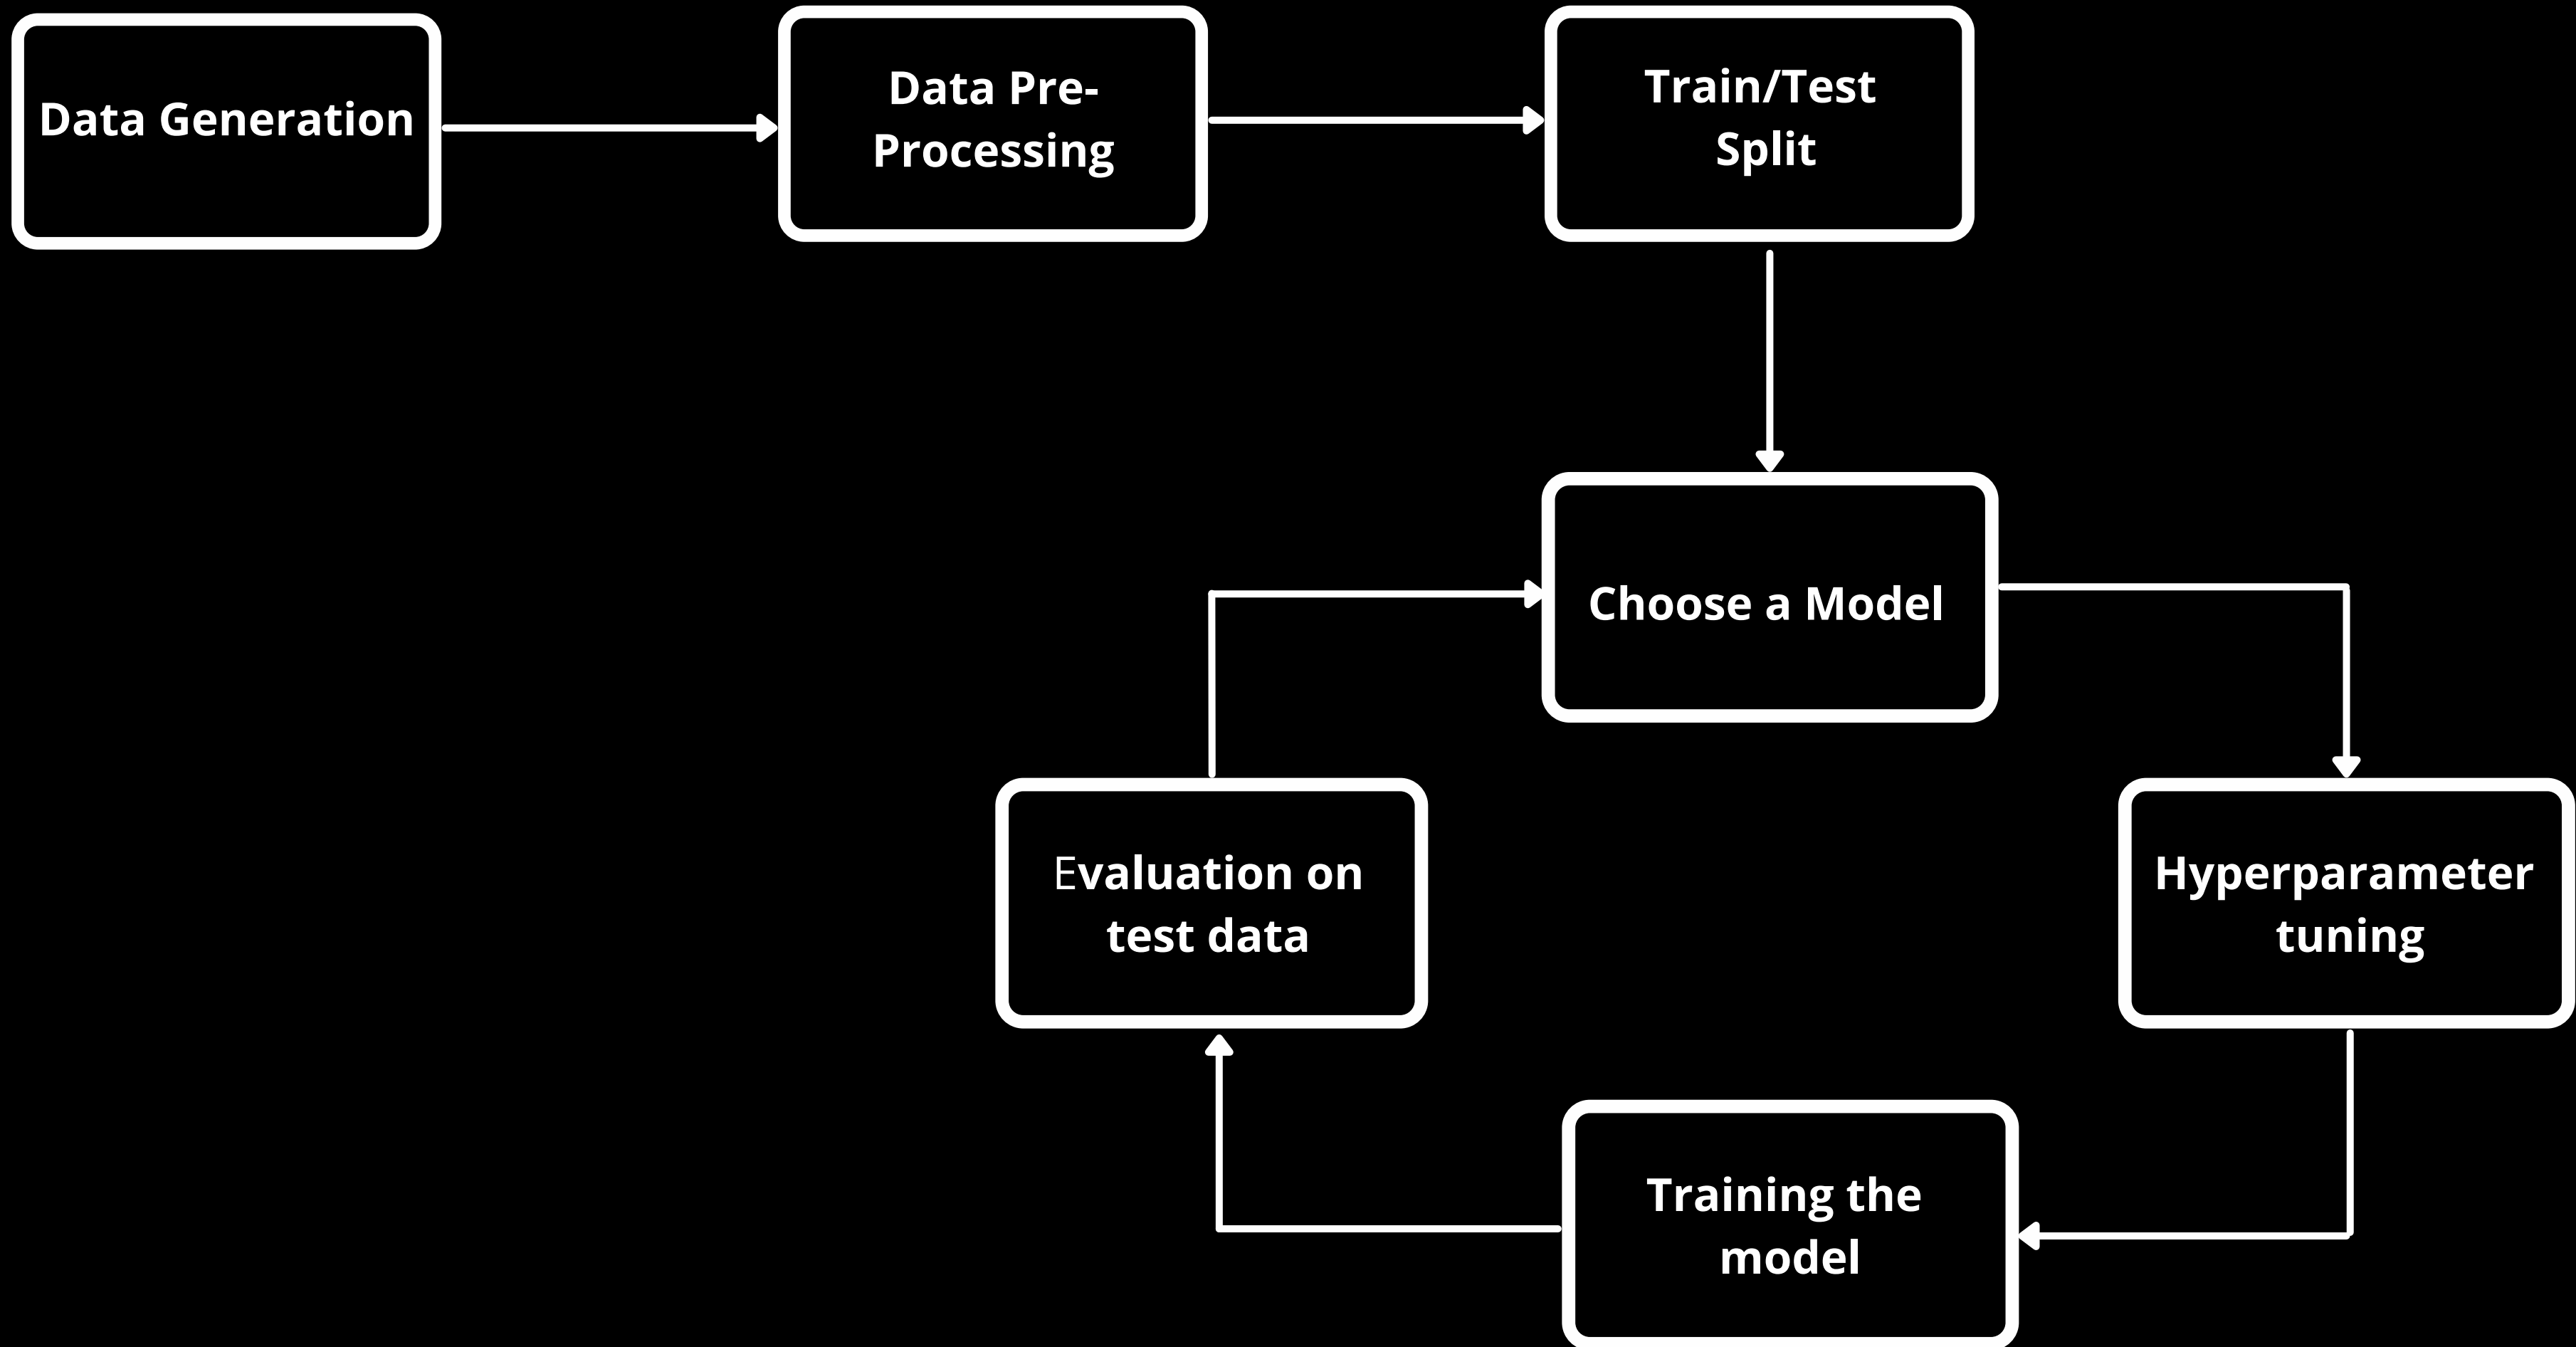 Data Generation
Data Pre-
Processing
Train/Test
Split
Choose a Model
Evaluation on
test data
Hyperparameter
tuning
Training the
model